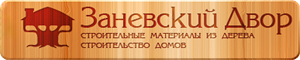 Заневский Двор
СТРОИТЕЛЬНЫЕ МАТЕРИАЛЫ ИЗ ДЕРЕВА
СТРОИТЕЛЬСТВО ДОМОВ